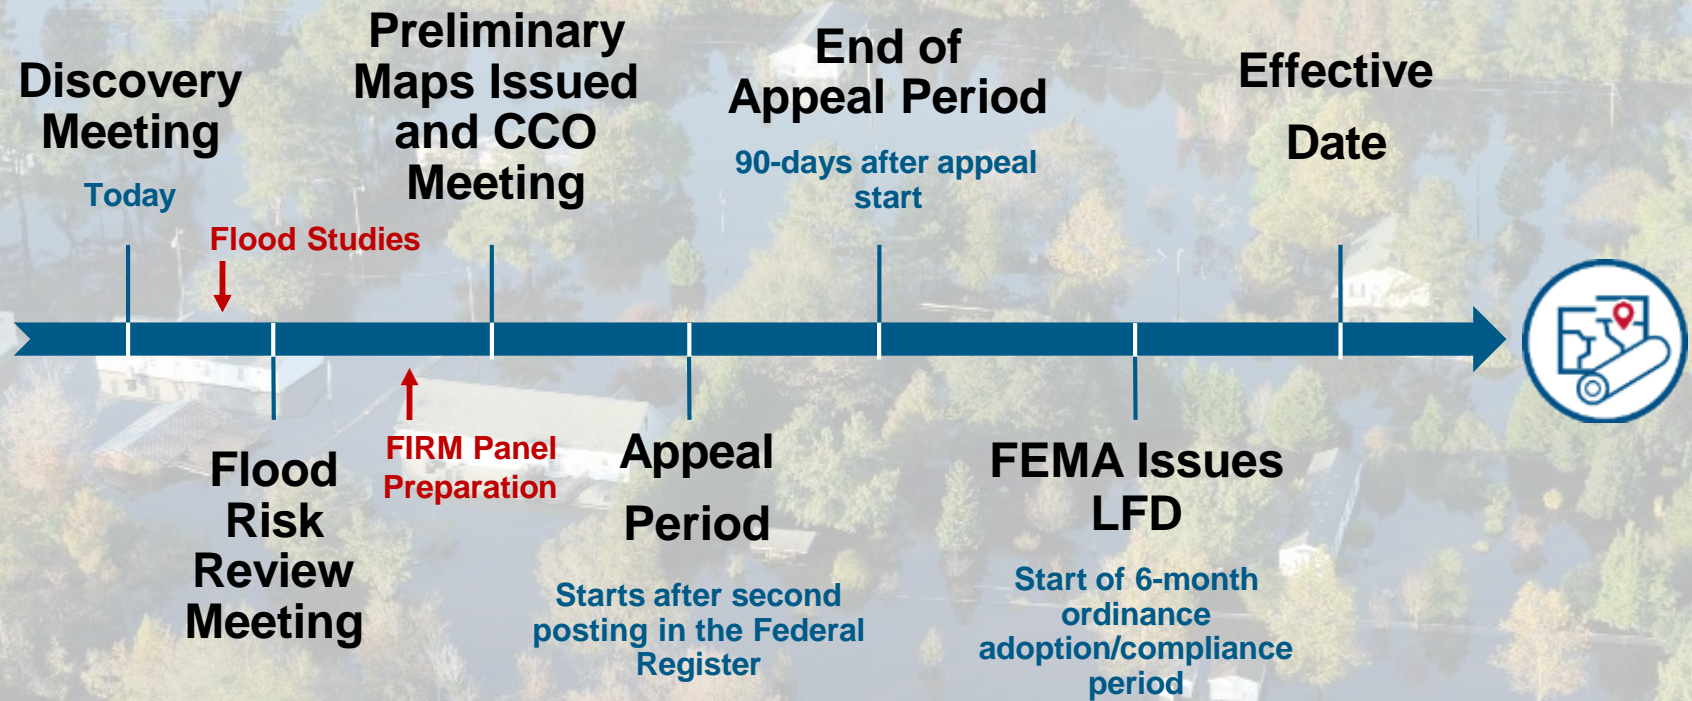 Discovery
Meeting
Today
Flood Studies
Preliminary
Maps Issued
and CCO
Meeting
End of
Appeal Period
90-days after appeal
start
Effective
Date
Flood
Risk
Review
Meeting
FIRM Panel
Preparation
Appeal
Period
Starts after second
posting in the Federal
Register
FEMA Issues
LFD
Start of 6-month
ordinance
adoption/compliance
period